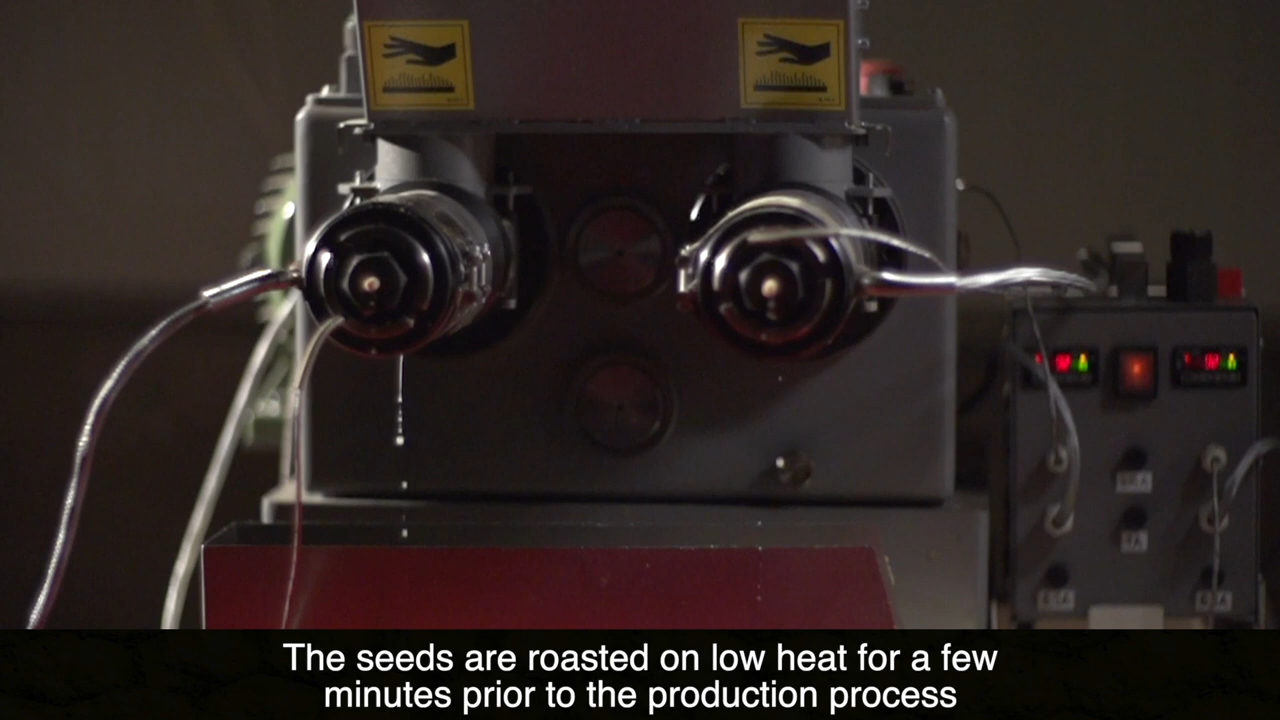 The seeds are roasted on low heat for a few
minutes prior to the production process